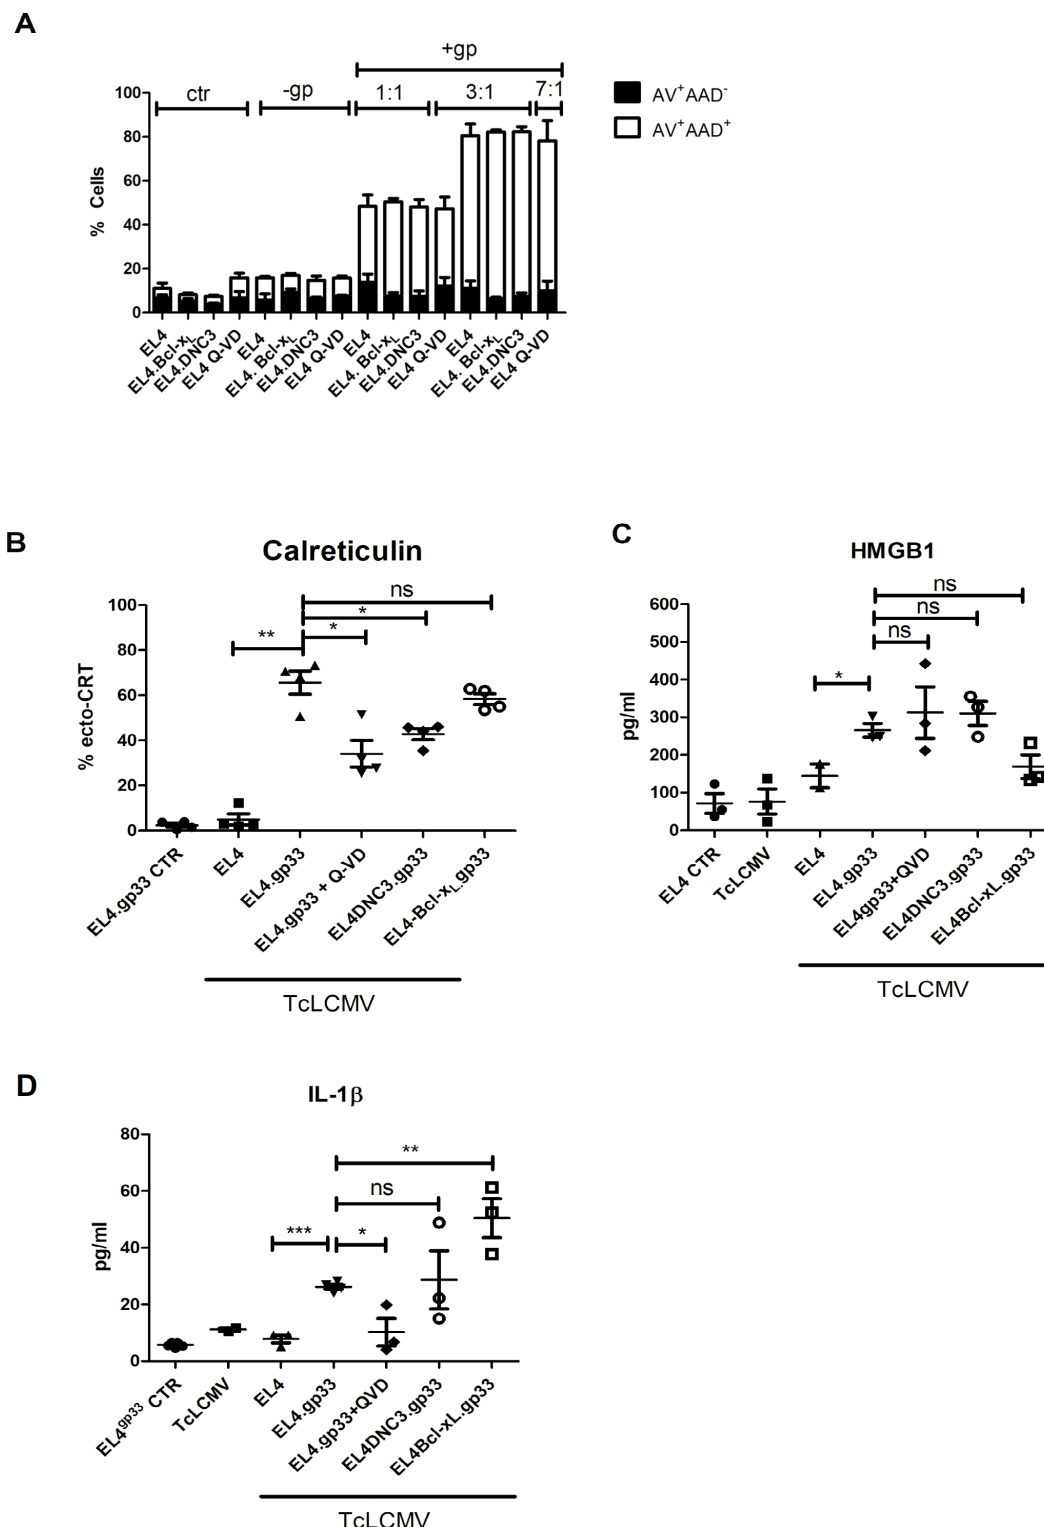 A
+gp
ctr
-gp
1:1
3:1
7:1
AV⁺AAD⁻
AV⁺AAD⁺
% Cells
100
80
60
40
20
0
EL4
EL4.Bcl-xL
EL4.DNC3
EL4 Q-VD
EL4
EL4. Bcl-xL
EL4.DNC3
EL4 Q-VD
EL4
EL4. Bcl-xL
EL4.DNC3
EL4 Q-VD
EL4
EL4. Bcl-xL
EL4.DNC3
EL4 Q-VD
B
Calreticulin
ns
*
*
**
% ecto-CRT
100
80
60
40
20
0
EL4.gp33 CTR
EL4
EL4.gp33
EL4.gp33 + Q-VD
EL4DNC3.gp33
EL4-Bcl-xL.gp33
TcLCMV
C
HMGB1
ns
ns
ns
*
pg/ml
600
500
400
300
200
100
0
EL4 CTR
TcLCMV
EL4
EL4.gp33
EL4gp33+QVD
EL4DNC3.gp33
EL4Bcl-xL.gp33
TcLCMV
D
IL-1β
**
ns
***
*
pg/ml
80
60
40
20
0
EL4gp33 CTR
TcLCMV
EL4
EL4.gp33
EL4.gp33+QVD
EL4DNC3.gp33
EL4Bcl-xL.gp33
TcLCMV